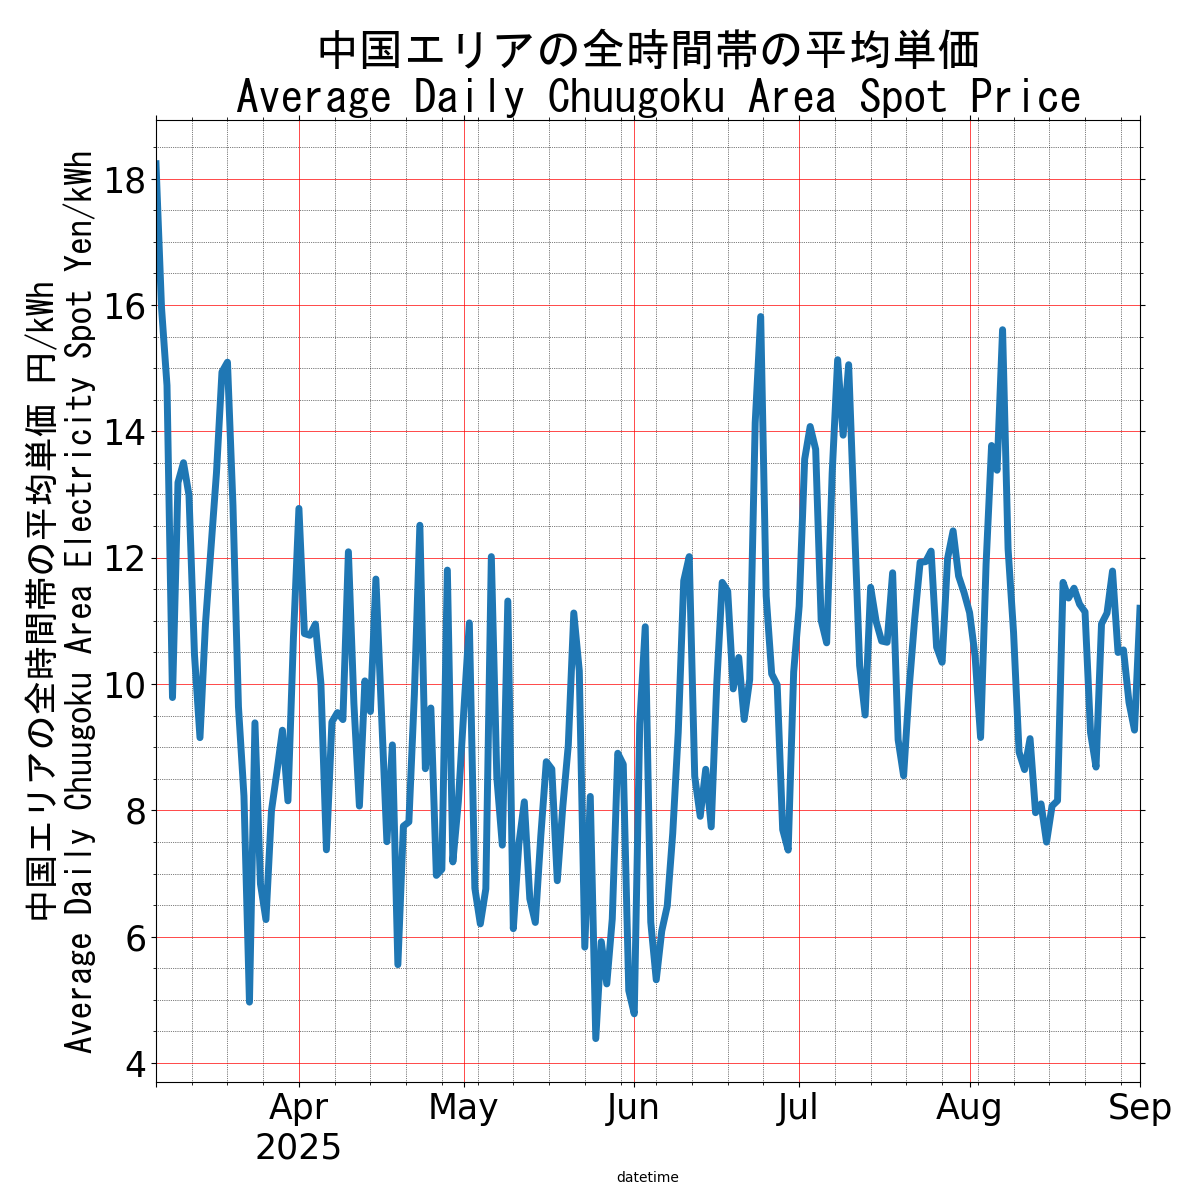 中国エリアの全時間帯の平均単価
Average Daily Chuugoku Area Spot Price
中国エリアの全時間帯の平均単価 円/kWh
Average Daily Chuugoku Area Electricity Spot Yen/kWh
18
16
14
12
10
8
6
4
Apr
2025
May
Jun
Jul
Aug
Sep
datetime